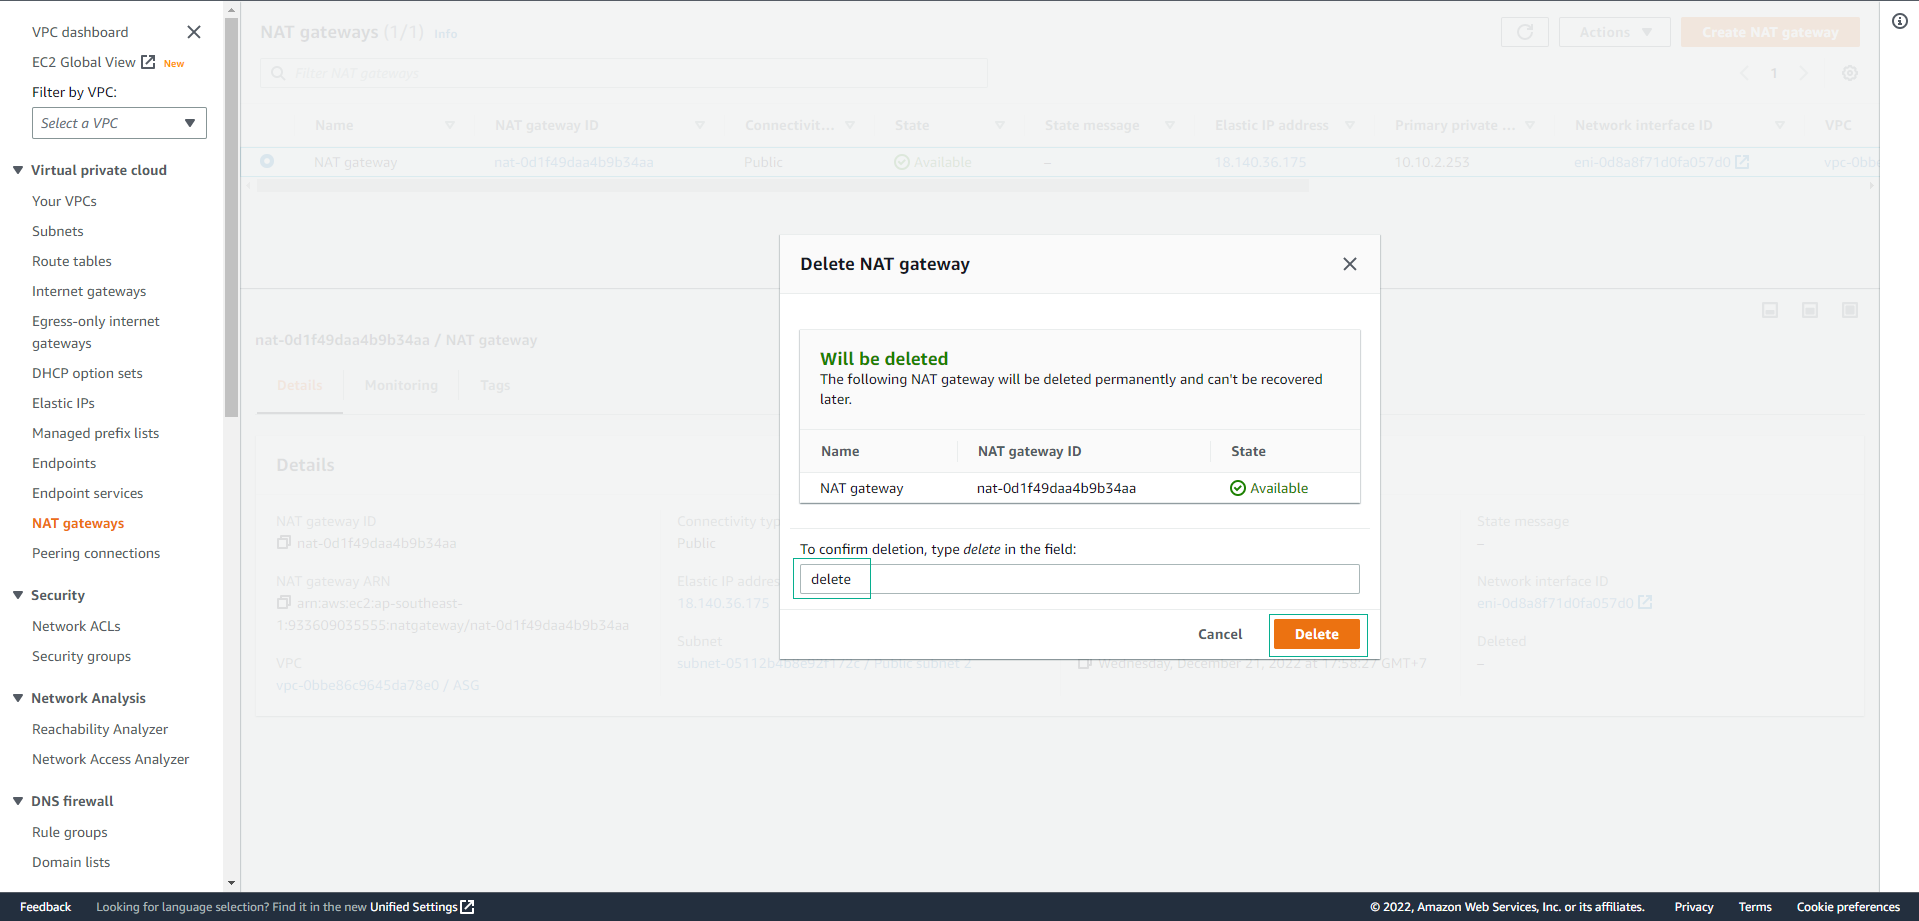 VPC dashboard
EC2 Global View New
Filter by VPC:
Select a VPC
Virtual private cloud
Your VPCs
Subnets
Route tables
Internet gateways
Egress-only internet
gateways
DHCP option sets
Elastic IPs
Managed prefix lists
Endpoints
Endpoint services
NAT gateways
Peering connections
Security
Network ACLs
Security groups
Network Analysis
Reachability Analyzer
Network Access Analyzer
DNS firewall
Rule groups
Domain lists
NAT gateways (1/1) Info
Actions
Create NAT gateway
Filter NAT gateways
1
Name NAT gateway ID Connectivit... State State message Elastic IP address Primary private ... Network interface ID VPC
NAT gateway nat-0d1f49daa4b9b34aa Public Available – 18.140.36.175 10.10.2.253 eni-0d8a8f71d0fa057d0 vpc-0bbe
nat-0d1f49daa4b9b34aa / NAT gateway
Details Monitoring Tags
Details
NAT gateway ID
nat-0d1f49daa4b9b34aa
NAT gateway ARN
arn:aws:ec2:ap-southeast-
1:933609035555:natgateway/nat-0d1f49daa4b9b34aa
VPC
vpc-0bbe86c9645da78e0 / ASG
Connectivity typ
Public
Elastic IP addres
18.140.36.175
Subnet
subnet-05112b4b8e92f172c / Public subnet 2
Wednesday, December 21, 2022 at 17:58:27 GMT+7
State message
–
Network interface ID
eni-0d8a8f71d0fa057d0
Deleted
–
Delete NAT gateway
Will be deleted
The following NAT gateway will be deleted permanently and can't be recovered
later.
Name NAT gateway ID State
NAT gateway nat-0d1f49daa4b9b34aa Available
To confirm deletion, type delete in the field:
delete
Cancel Delete
Feedback Looking for language selection? Find it in the new Unified Settings
© 2022, Amazon Web Services, Inc. or its affiliates. Privacy Terms Cookie preferences